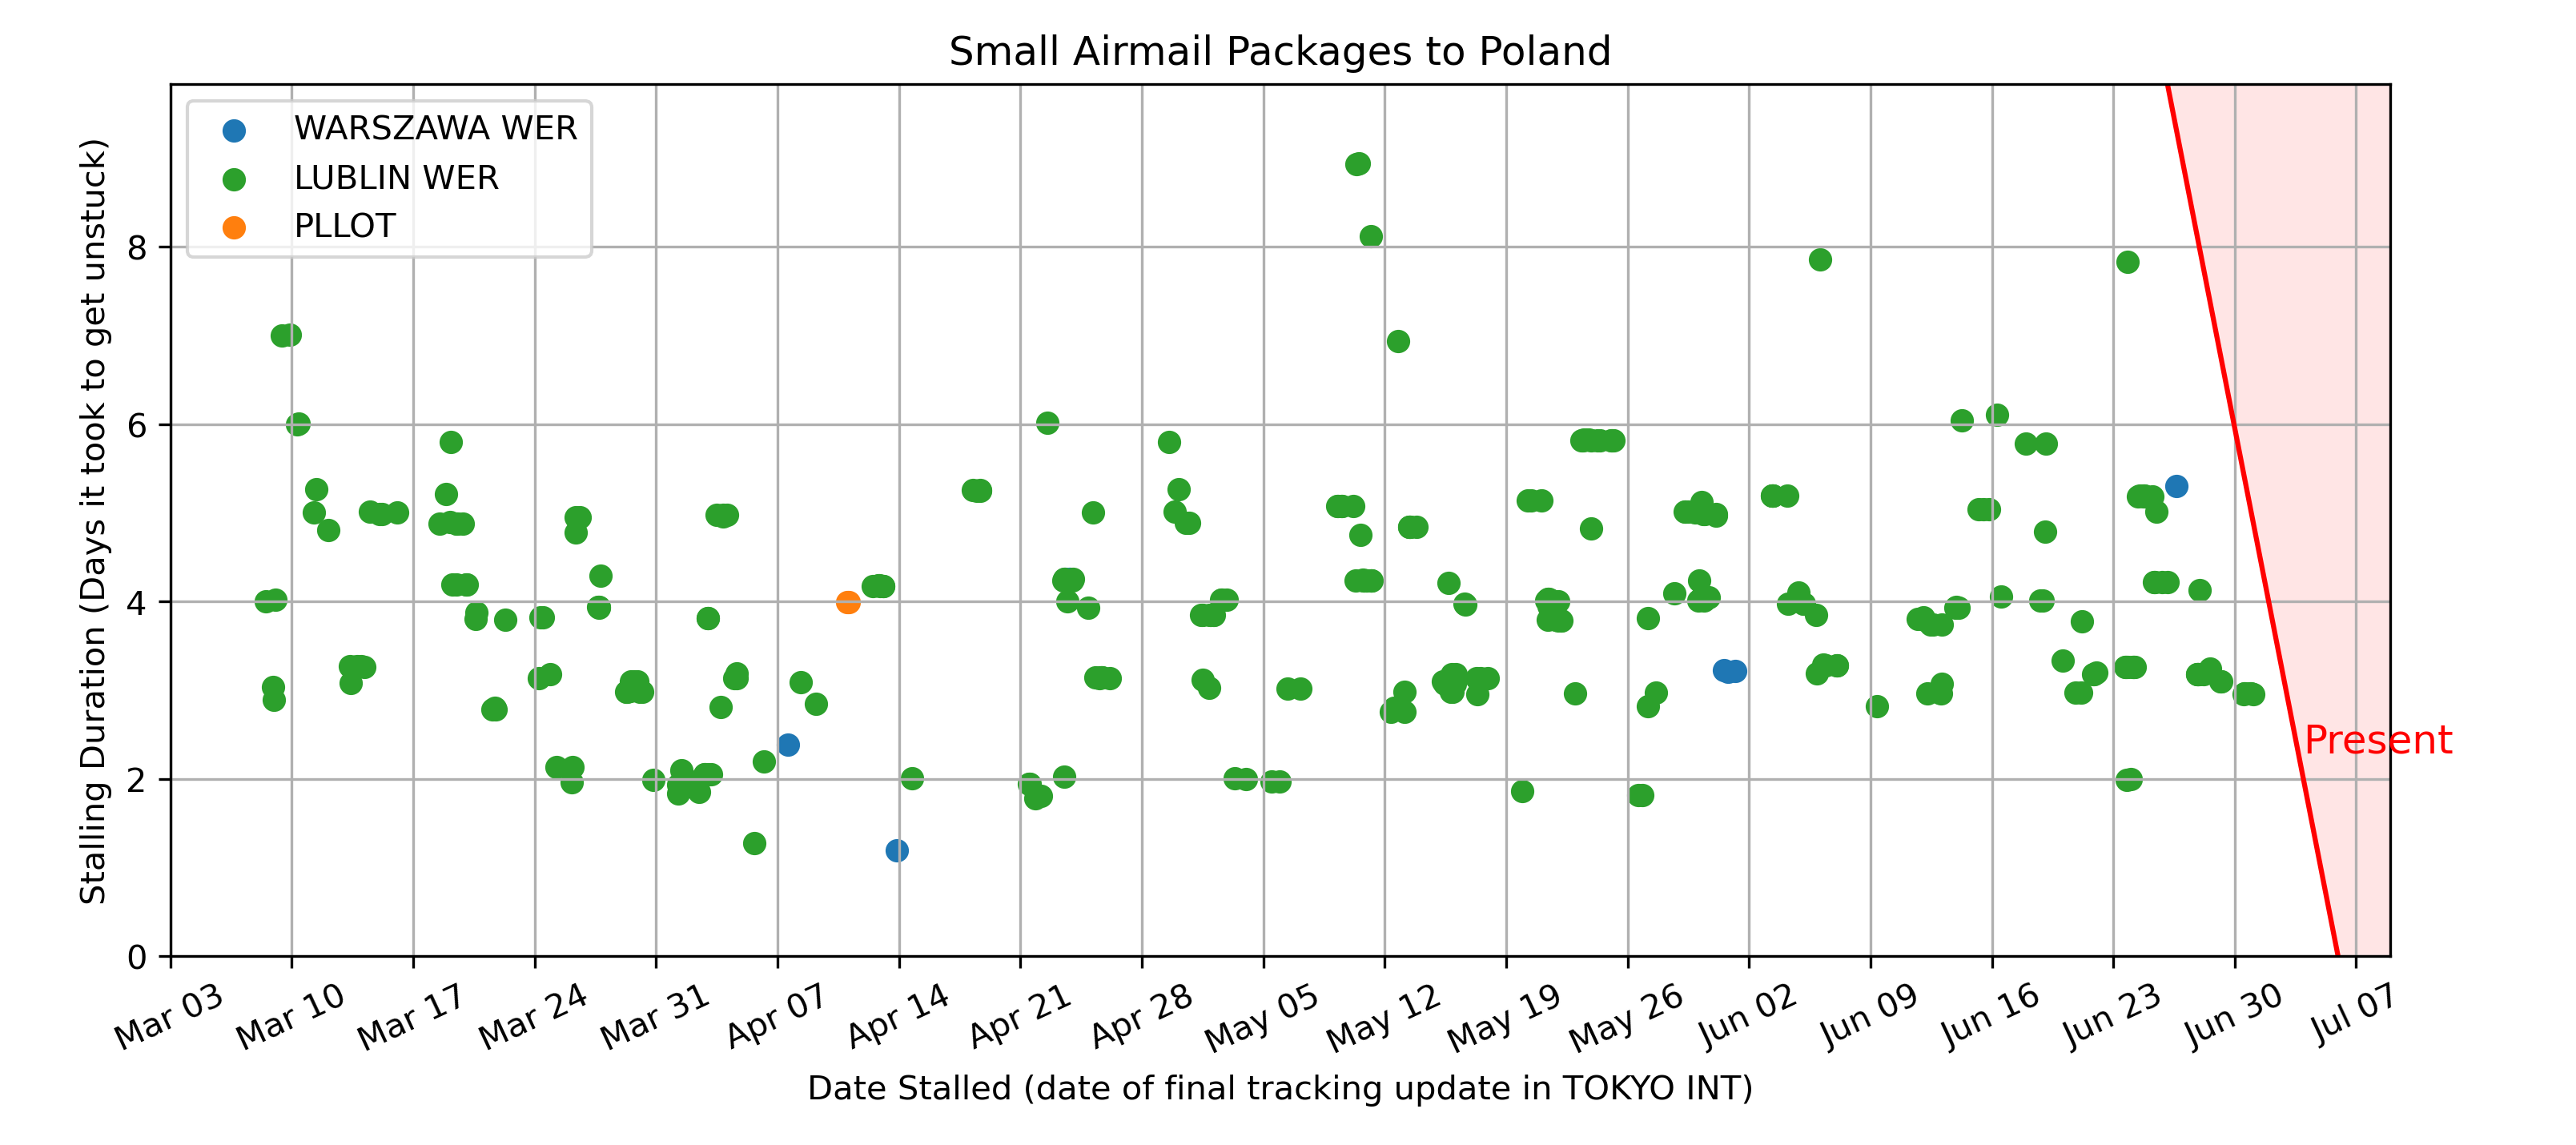 Small Airmail Packages to Poland
WARSZAWA WER
LUBLIN WER
PLLOT
Stalling Duration (Days it took to get unstuck)
8
6
4
2
0
Present
Mar 03
Mar 10
Mar 17
Mar 24
Mar 31
Apr 07
Apr 14
Apr 21
Apr 28
May 05
May 12
May 19
May 26
Jun 02
Jun 09
Jun 16
Jun 23
Jun 30
Jul 07
Date Stalled (date of final tracking update in TOKYO INT)